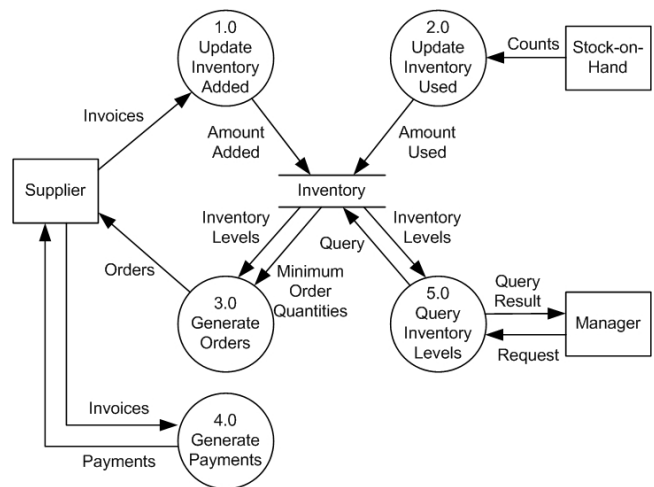 1.0
Update
Inventory
Added
2.0
Update
Inventory
Used
Counts
Stock-on-
Hand
Invoices
Amount
Added
Amount
Used
Supplier
Inventory
Inventory
Levels
Query
Inventory
Levels
Orders
Minimum
Order
Quantities
3.0
Generate
Orders
5.0
Query
Inventory
Levels
Query
Result
Manager
Request
Invoices
4.0
Generate
Payments
Payments